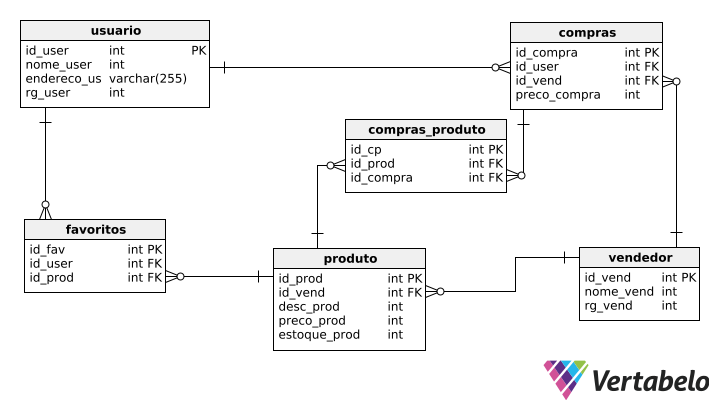 usuario
id_user int PK
nome_user int
endereco_us varchar(255)
rg_user int
compras
id_compra int PK
id_user int FK
id_vend int FK
preco_compra int
compras_produto
id_cp int PK
id_prod int FK
id_compra int FK
favoritos
id_fav int PK
id_user int FK
id_prod int FK
produto
id_prod int PK
id_vend int FK
desc_prod int
preco_prod int
estoque_prod int
vendedor
id_vend int PK
nome_vend int
rg_vend int
Vertabelo